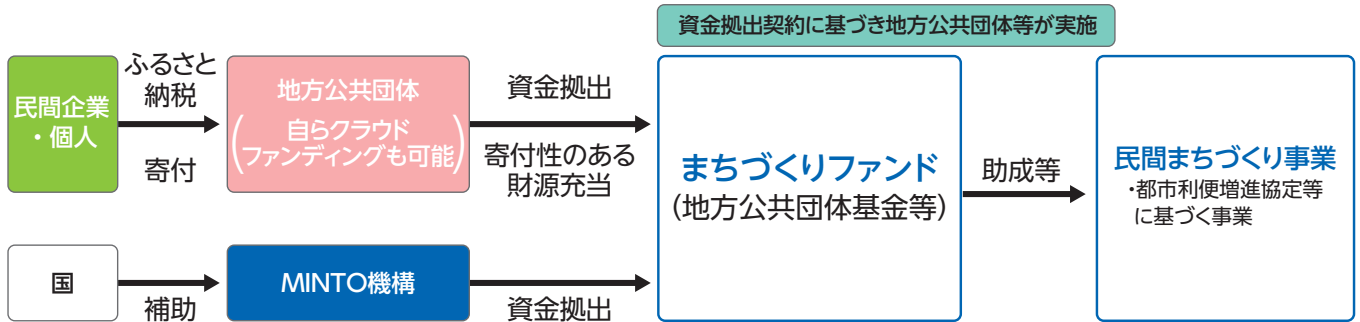 資金拠出契約に基づき地方公共団体等が実施
民間企業
・個人
ふるさと
納税
寄付
地方公共団体
(自らクラウド
ファンディングも可能)
資金拠出
寄付性のある
財源充当
まちづくりファンド
(地方公共団体基金等)
助成等
民間まちづくり事業
・都市利便増進協定等
に基づく事業
国
補助
MINTO機構
資金拠出